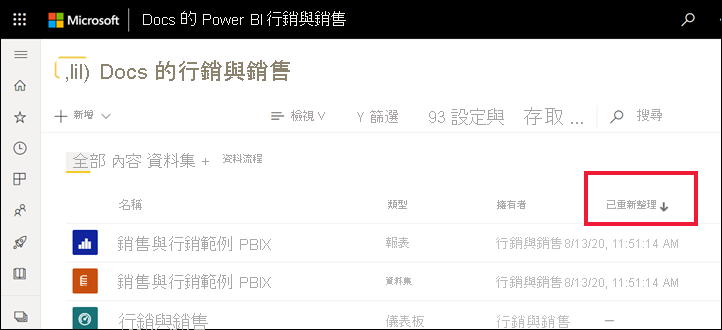 Microsoft Docs 的 Power BI 行銷與銷售
,lil) Docs 的行銷與銷售
+ 新增 檢視 V Y 篩選 93 設定與 存取 ... 搜尋
全部 內容 資料集 + 資料流程
名稱 類型 擁有者 已重新整理 ↓
銷售與行銷範例 PBIX 報表 行銷與銷售 8/13/20, 11:51:14 AM
銷售與行銷範例 PBIX 資料集 行銷與銷售 8/13/20, 11:51:14 AM
行銷與銷售 儀表板 行銷與銷售 —